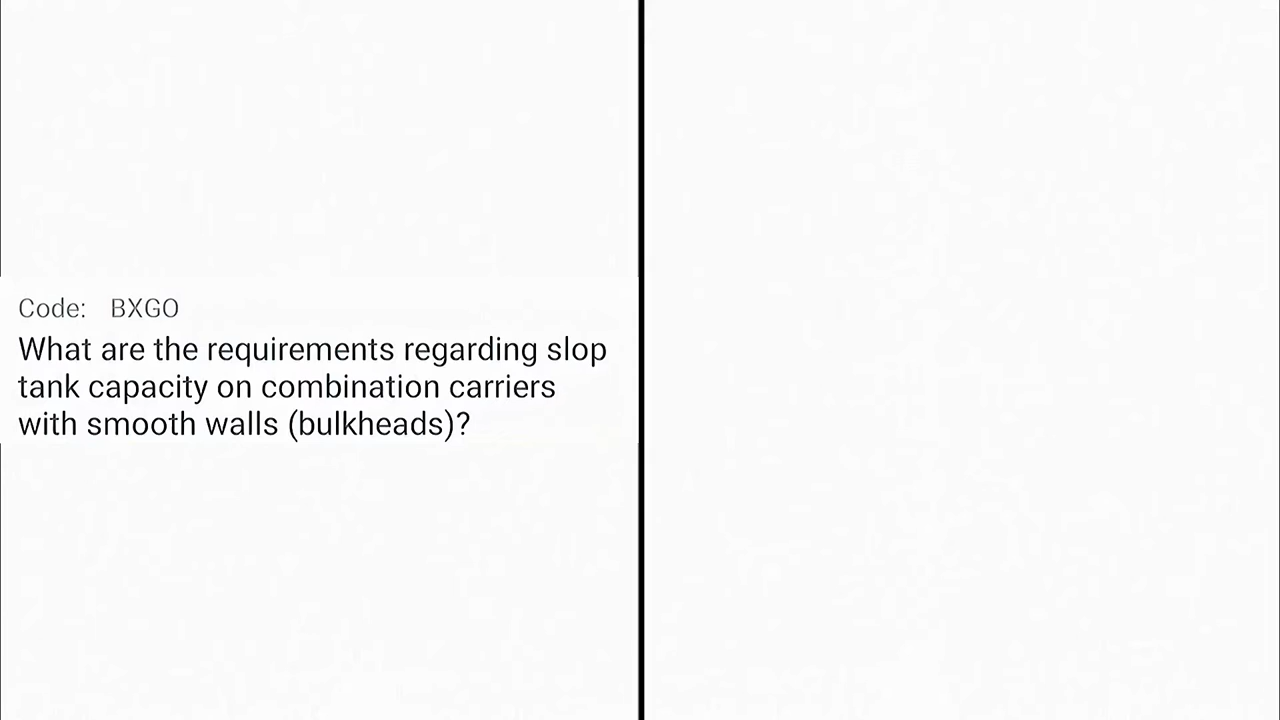 Code: BXGO
What are the requirements regarding slop
tank capacity on combination carriers
with smooth walls (bulkheads)?